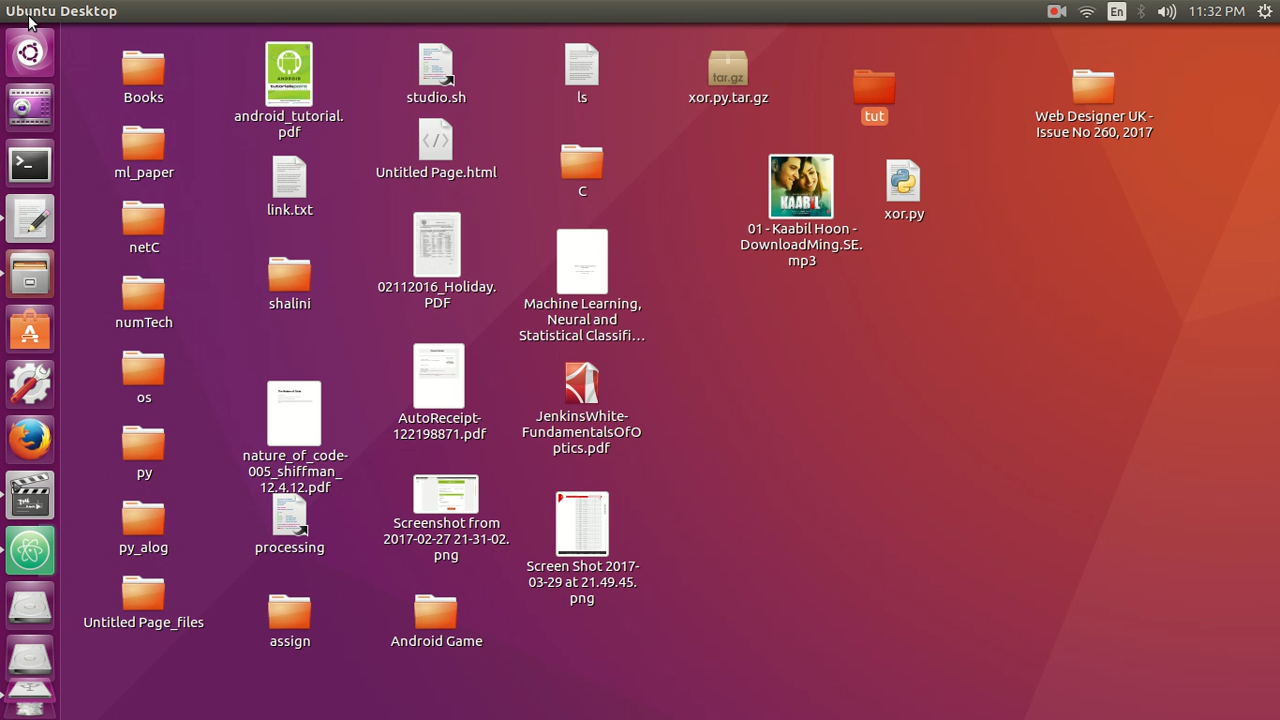 Ubuntu Desktop
En
11:32 PM
Books
ml_paper
netC
numTech
os
py
py_alog
Untitled Page_files
android_tutorial.
pdf
link.txt
shalini
nature_of_code-
005_shiffman_
12.4.12.pdf
processing
assign
studio.sh
Untitled Page.html
02112016_Holiday.
PDF
AutoReceipt-
122198871.pdf
Screenshot from
2017-02-27 21-31-02.
png
Android Game
ls
C
Machine Learning,
Neural and
Statistical Classifi…
JenkinsWhite-
FundamentalsOfO
ptics.pdf
Screen Shot 2017-
03-29 at 21.49.45.
png
tar.gz
xor.py.tar.gz
KAABIL
01 - Kaabil Hoon -
DownloadMing.SE.
mp3
tut
xor.py
Web Designer UK -
Issue No 260, 2017